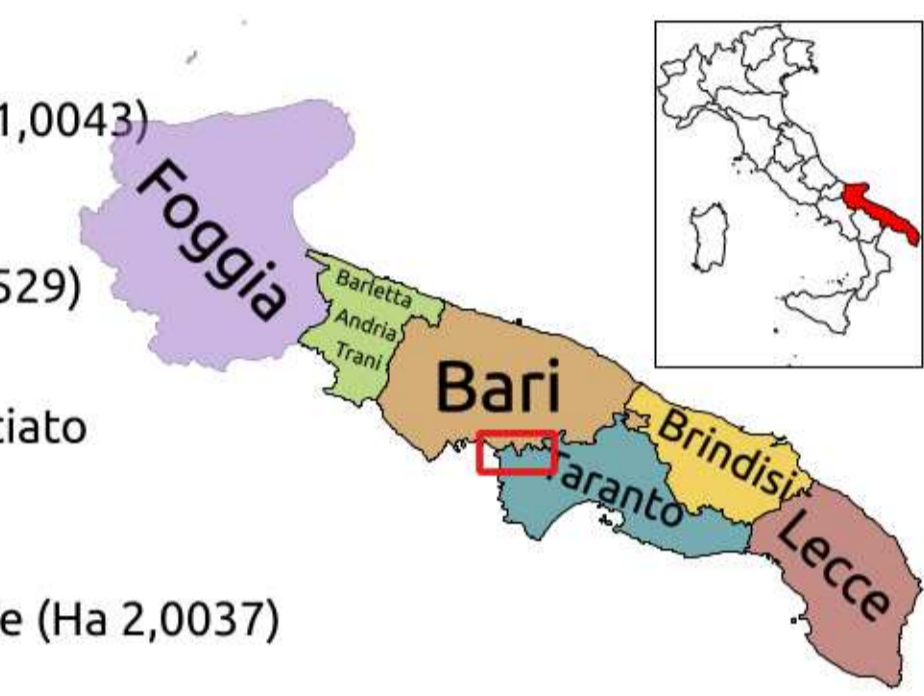 1,0043)
Foggia
529)
Barletta
Andria
Trani
Bari
Brindisi
ciato
Taranto
Lecce
e (Ha 2,0037)